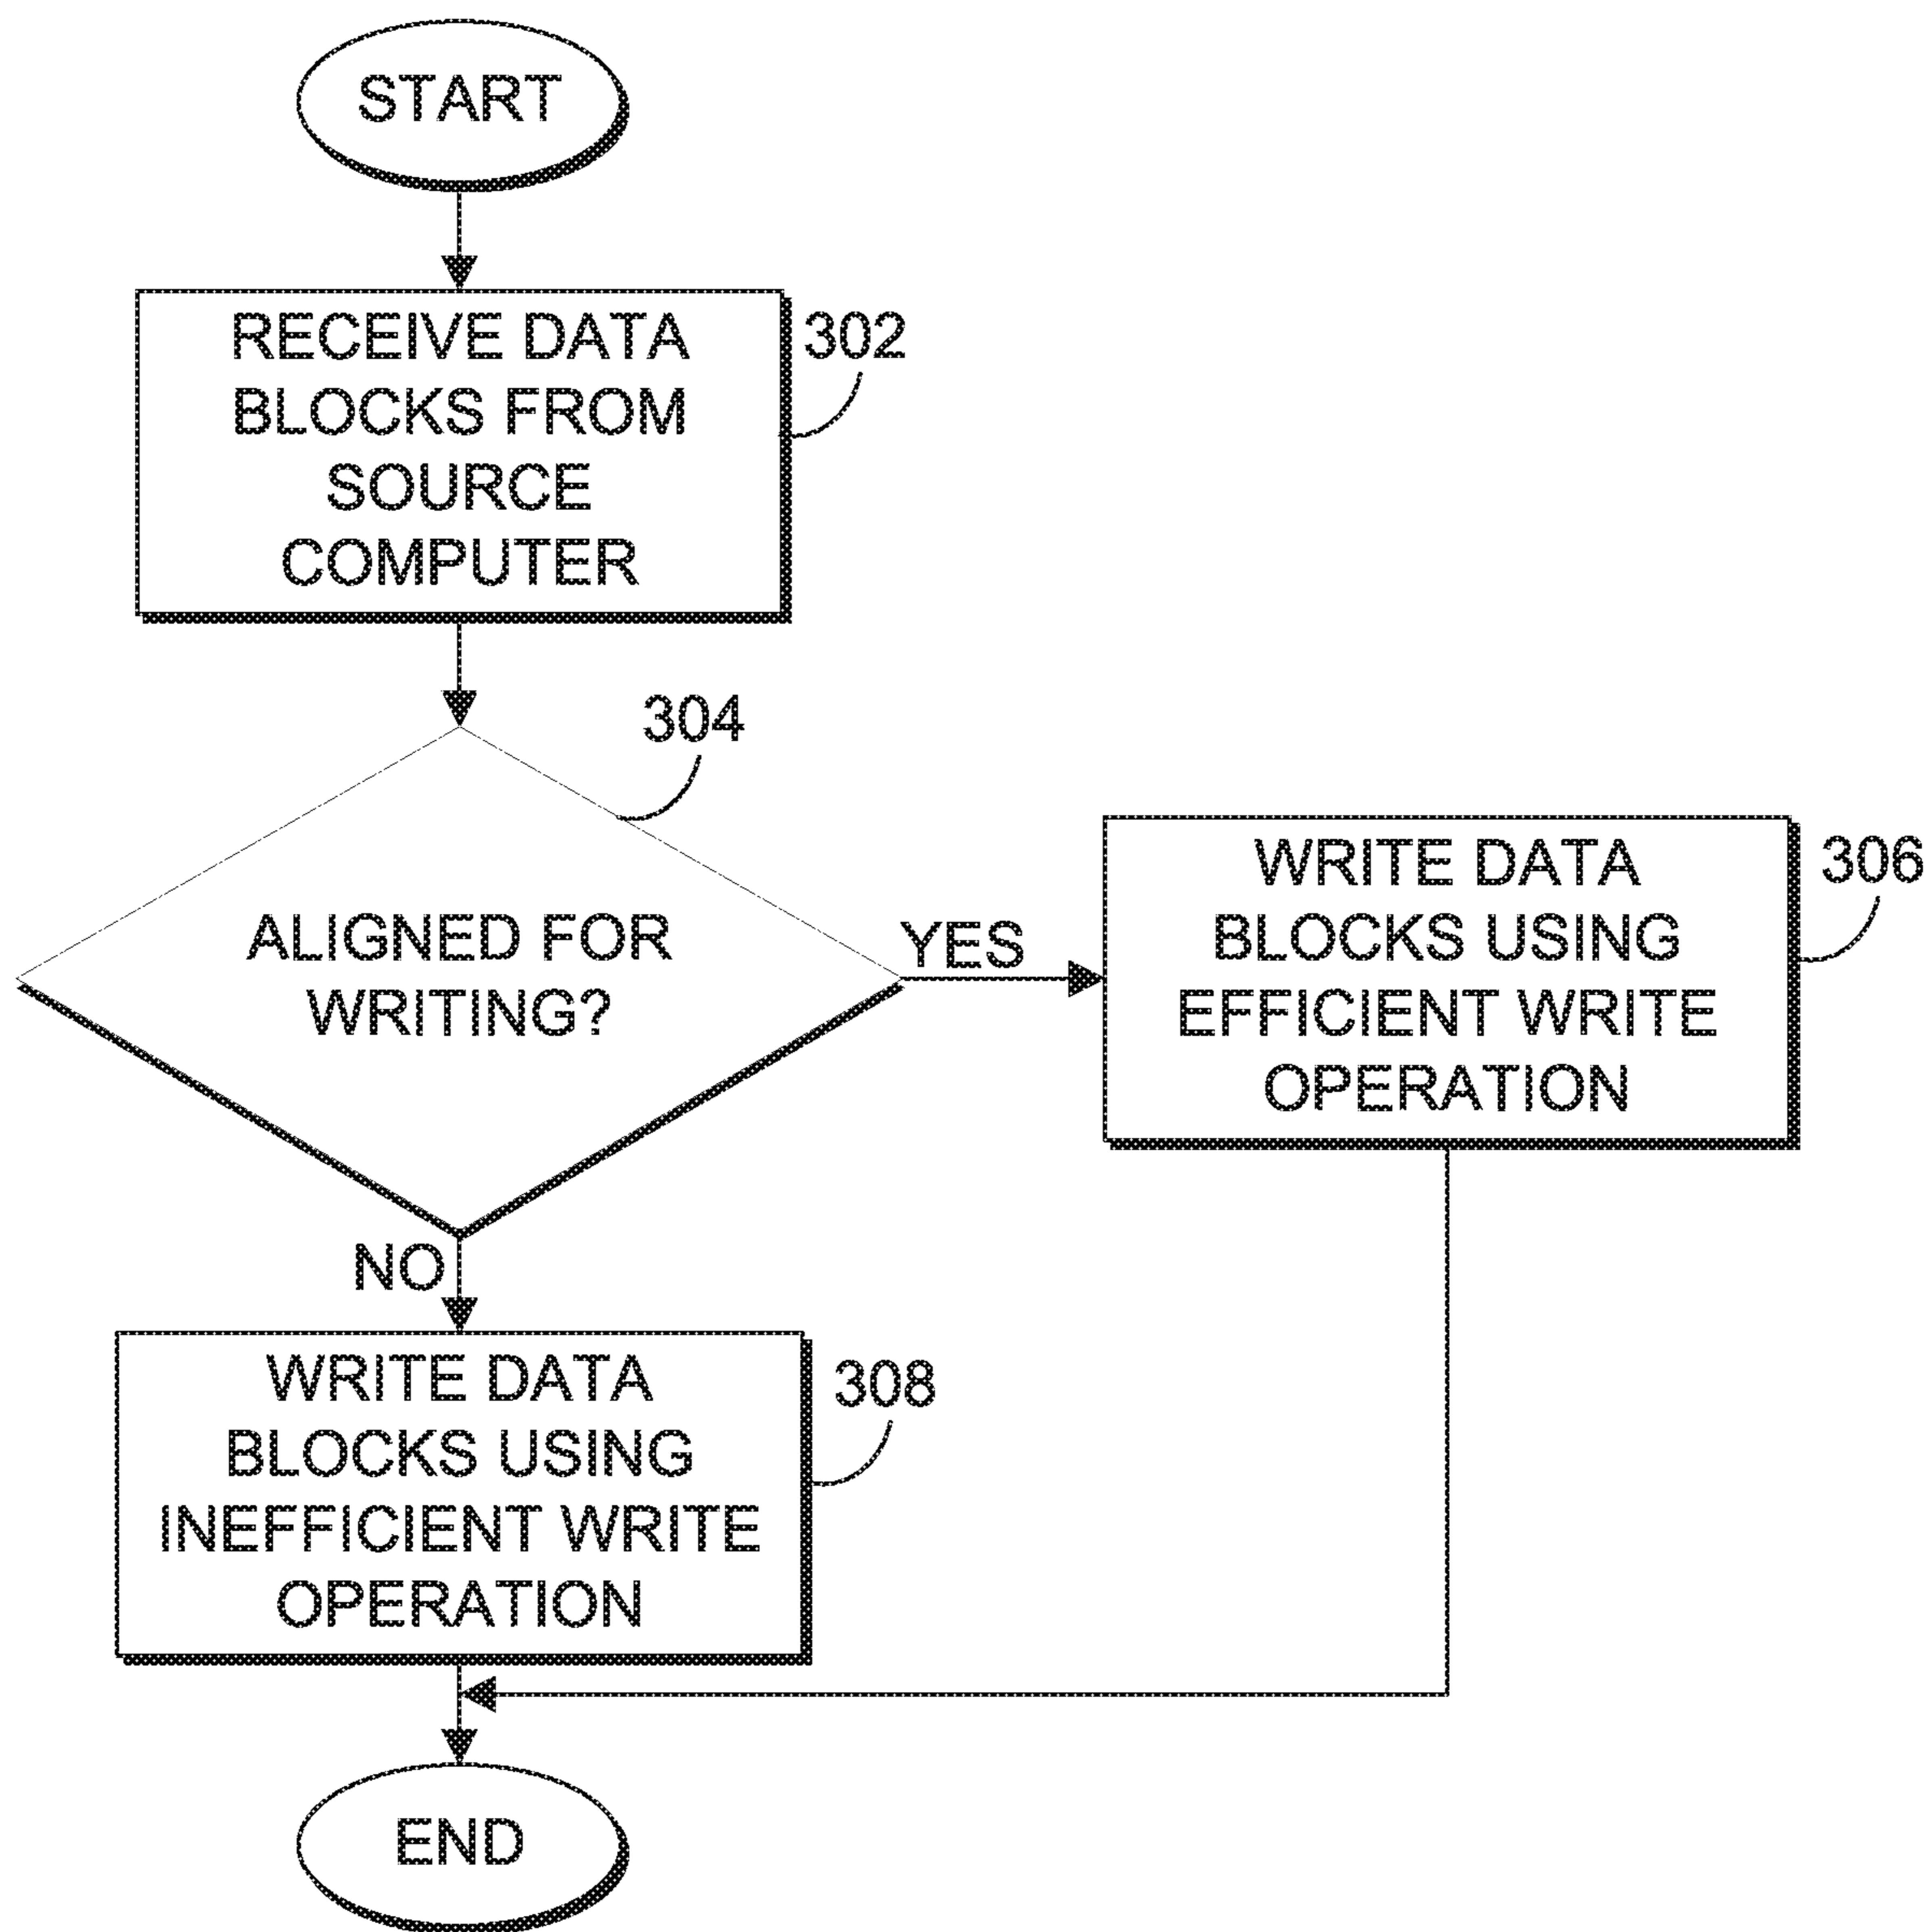 START
RECEIVE DATA
BLOCKS FROM
SOURCE
COMPUTER
302
304
ALIGNED FOR
WRITING?
YES
WRITE DATA
BLOCKS USING
EFFICIENT WRITE
OPERATION
306
NO
WRITE DATA
BLOCKS USING
INEFFICIENT WRITE
OPERATION
308
END